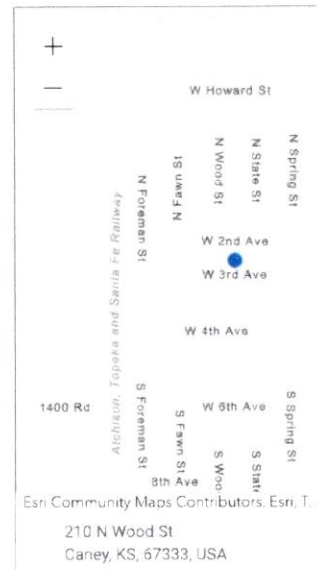 +
−
W Howard St
N Foreman St
N Fawn St
N Wood St
N State St
N Spring St
Atchison, Topeka and Santa Fe Railway
W 2nd Ave
W 3rd Ave
W 4th Ave
1400 Rd
S Foreman St
S Fawn St
W 6th Ave
S Woo
S Stat
S Spring St
8th Ave
Esri Community Maps Contributors, Esri, T...
210 N Wood St
Caney, KS, 67333, USA